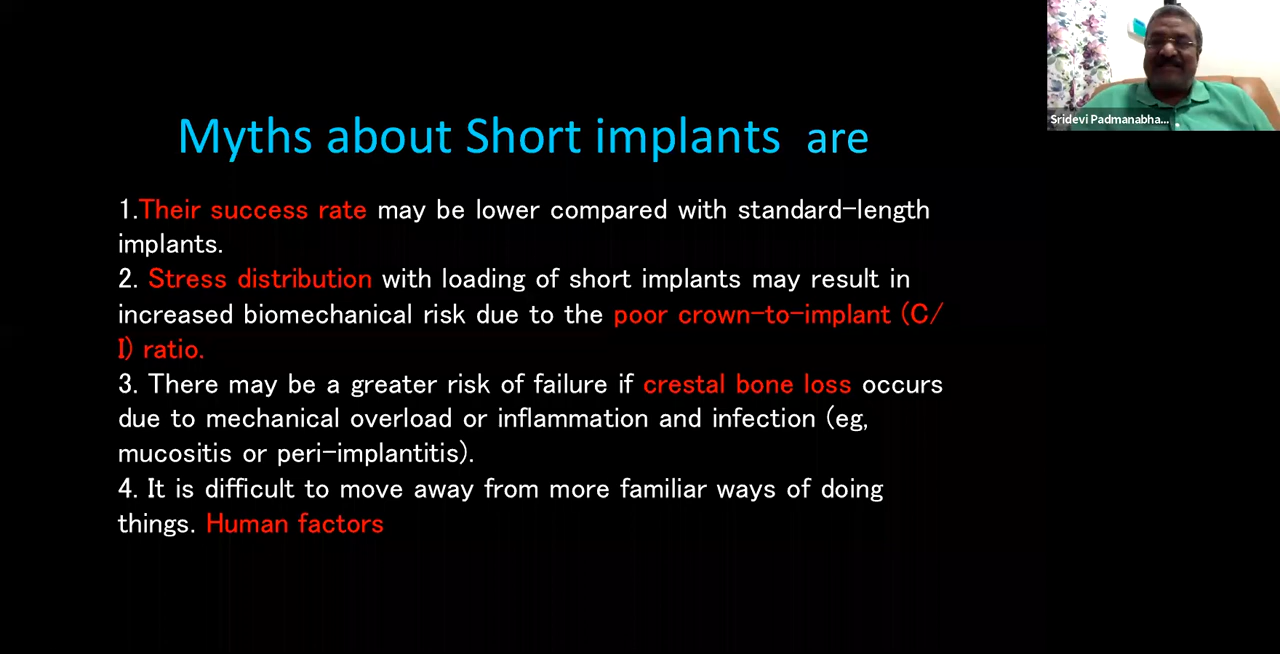 Sridevi Padmanabha...
Myths about Short implants are
1.Their success rate may be lower compared with standard-length
implants.
2. Stress distribution with loading of short implants may result in
increased biomechanical risk due to the poor crown-to-implant (C/
I) ratio.
3. There may be a greater risk of failure if crestal bone loss occurs
due to mechanical overload or inflammation and infection (eg,
mucositis or peri-implantitis).
4. It is difficult to move away from more familiar ways of doing
things. Human factors